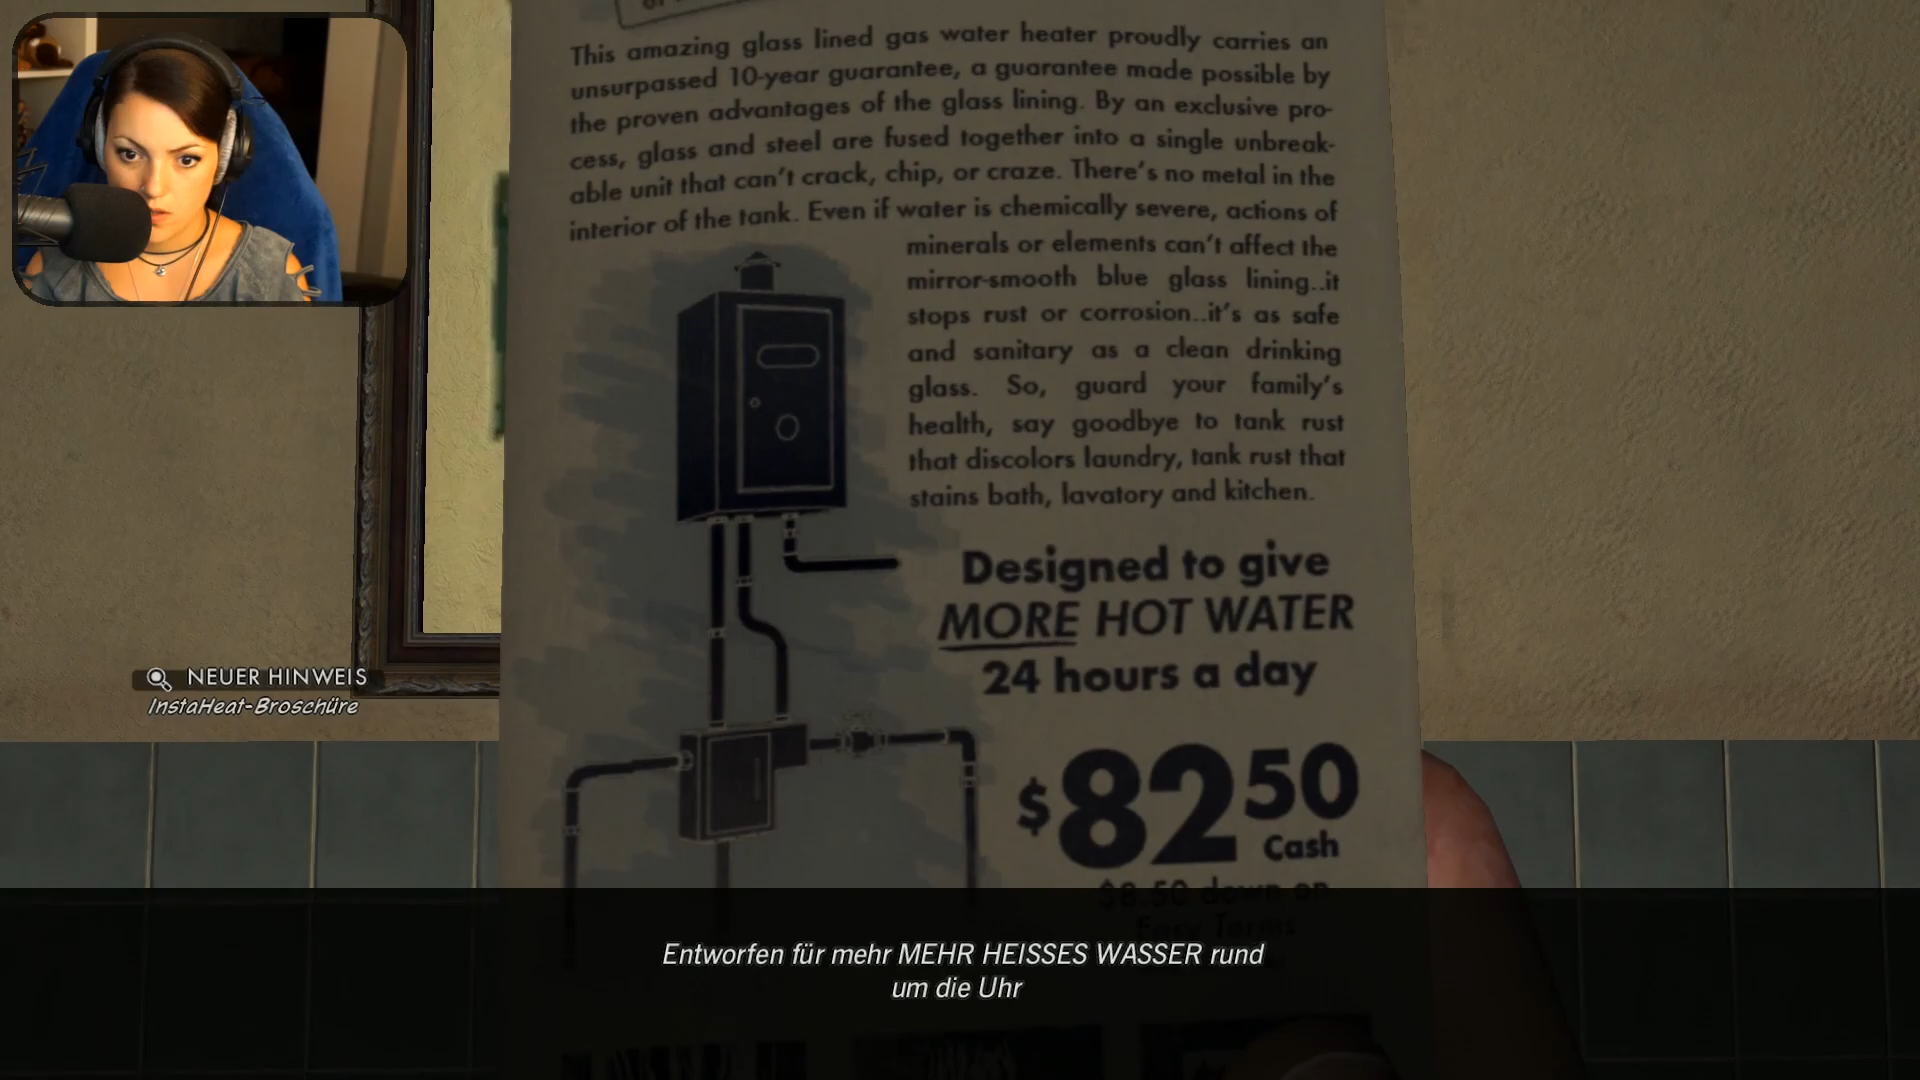 This amazing glass lined gas water heater proudly carries an
unsurpassed 10-year guarantee, a guarantee made possible by
the proven advantages of the glass lining. By an exclusive pro-
cess, glass and steel are fused together into a single unbreak-
able unit that can't crack, chip, or craze. There's no metal in the
interior of the tank. Even if water is chemically severe, actions of
minerals or elements can't affect the
mirror-smooth blue glass lining..it
stops rust or corrosion..it's as safe
and sanitary as a clean drinking
glass. So, guard your family's
health, say goodbye to tank rust
that discolors laundry, tank rust that
stains bath, lavatory and kitchen.
Designed to give
MORE HOT WATER
24 hours a day
$82 50
Cash
$8.50 down on
Easy Terms
NEUER HINWEIS
InstaHeat-Broschüre
Entworfen für mehr MEHR HEISSES WASSER rund
um die Uhr